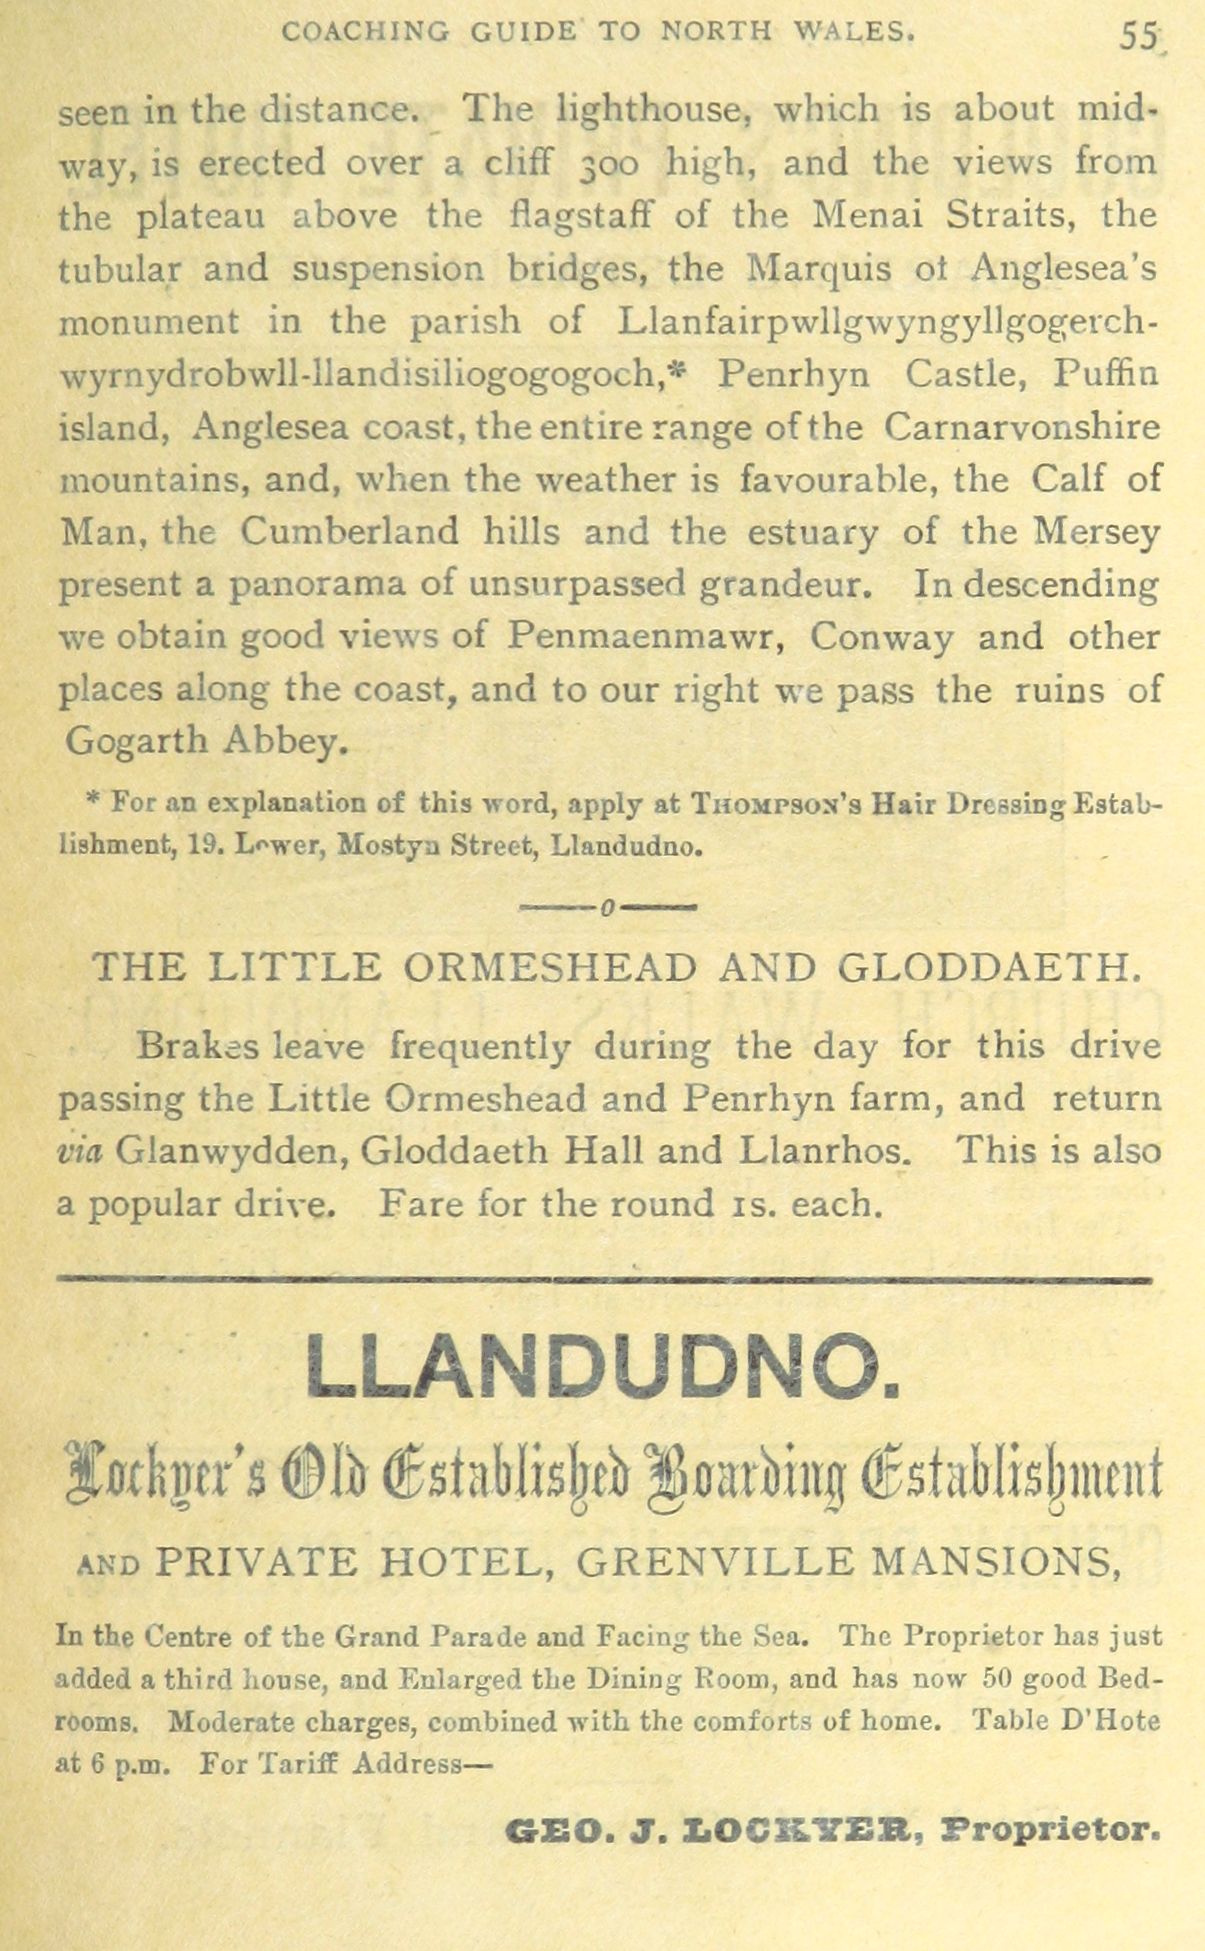 COACHING GUIDE TO NORTH WALES. 55
seen in the distance. The lighthouse, which is about mid-
way, is erected over a cliff 300 high, and the views from
the plateau above the flagstaff of the Menai Straits, the
tubular and suspension bridges, the Marquis ot Anglesea's
monument in the parish of Llanfairpwllgwyngyllgogerch-
wyrnydrobwll-llandisiliogogogoch,* Penrhyn Castle, Puffin
island, Anglesea coast, the entire range of the Carnarvonshire
mountains, and, when the weather is favourable, the Calf of
Man, the Cumberland hills and the estuary of the Mersey
present a panorama of unsurpassed grandeur. In descending
we obtain good views of Penmaenmawr, Conway and other
places along the coast, and to our right we pass the ruins of
Gogarth Abbey.
* For an explanation of this word, apply at THOMPSON's Hair Dressing Estab-
lishment, 19. Lower, Mostyn Street, Llandudno.
——o——
THE LITTLE ORMESHEAD AND GLODDAETH.
Brakes leave frequently during the day for this drive
passing the Little Ormeshead and Penrhyn farm, and return
via Glanwydden, Gloddaeth Hall and Llanrhos. This is also
a popular drive. Fare for the round 1s. each.
LLANDUDNO.
Lockyer's Old Established Boarding Establishment
AND PRIVATE HOTEL, GRENVILLE MANSIONS,
In the Centre of the Grand Parade and Facing the Sea. The Proprietor has just
added a third house, and Enlarged the Dining Room, and has now 50 good Bed-
rooms. Moderate charges, combined with the comforts of home. Table D'Hote
at 6 p.m. For Tariff Address—
GEO. J. LOCKYER, Proprietor.